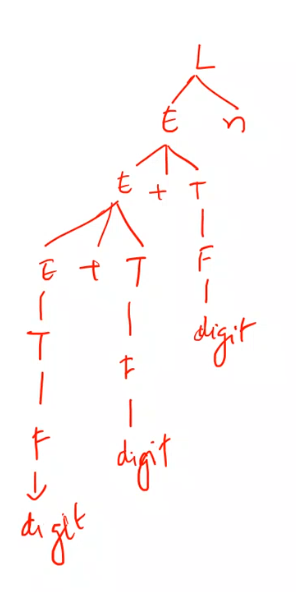 L
E n
E + T
E + T F
T F digit
F digit
digit